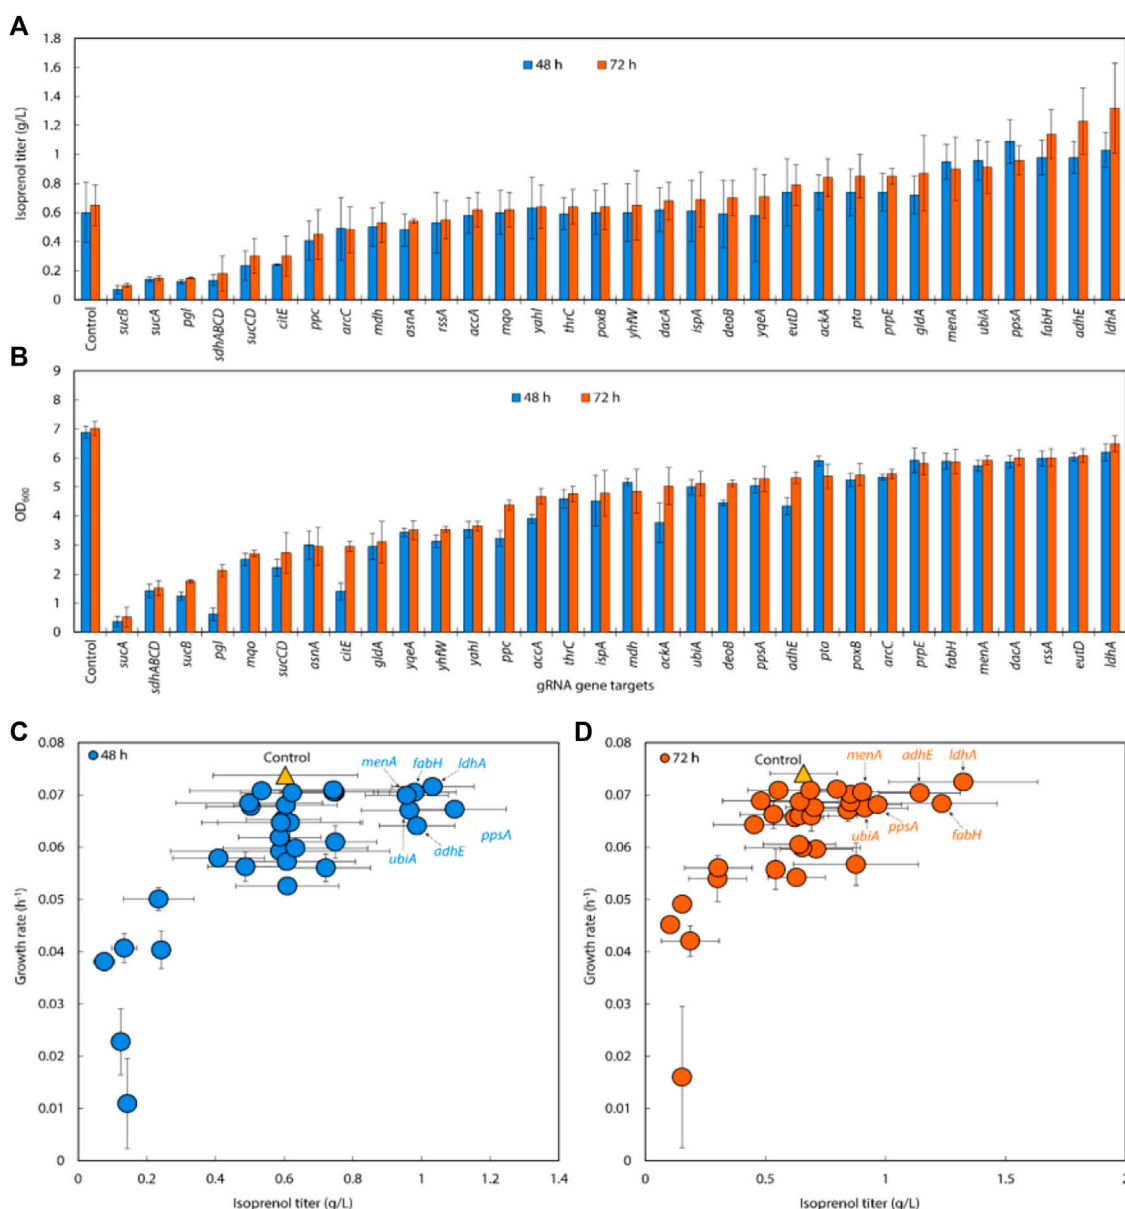 A
1.8
1.6
1.4
1.2
1
0.8
0.6
0.4
0.2
0
Isoprenol titer (g/L)
48 h
72 h
Control
sucB
sucA
pgI
sdhABCD
sucCD
citE
ppc
arcC
mdh
asnA
rssA
accA
mqo
yahI
thrC
poxB
yhfW
dacA
ispA
deoB
yqeA
eutD
ackA
pta
prpE
gldA
menA
ubiA
ppsA
fabH
adhE
ldhA
B
9
8
7
6
5
4
3
2
1
0
OD600
48 h
72 h
Control
sucA
sdhABCD
sucB
pgI
mqo
sucCD
asnA
citE
gldA
yqeA
yhfW
yahI
ppc
accA
thrC
ispA
mdh
ackA
ubiA
deoB
ppsA
adhE
pta
poxB
arcC
prpE
fabH
menA
dacA
rssA
eutD
ldhA
gRNA gene targets
C
0.08
0.07
0.06
0.05
0.04
0.03
0.02
0.01
0
Growth rate (h-1)
48 h
Control
menA
fabH
ldhA
ubiA
adhE
ppsA
0
0.2
0.4
0.6
0.8
1
1.2
1.4
Isoprenol titer (g/L)
D
0.08
0.07
0.06
0.05
0.04
0.03
0.02
0.01
0
Growth rate (h-1)
72 h
Control
menA
adhE
ldhA
ubiA
ppsA
fabH
0
0.5
1
1.5
2
Isoprenol titer (g/L)